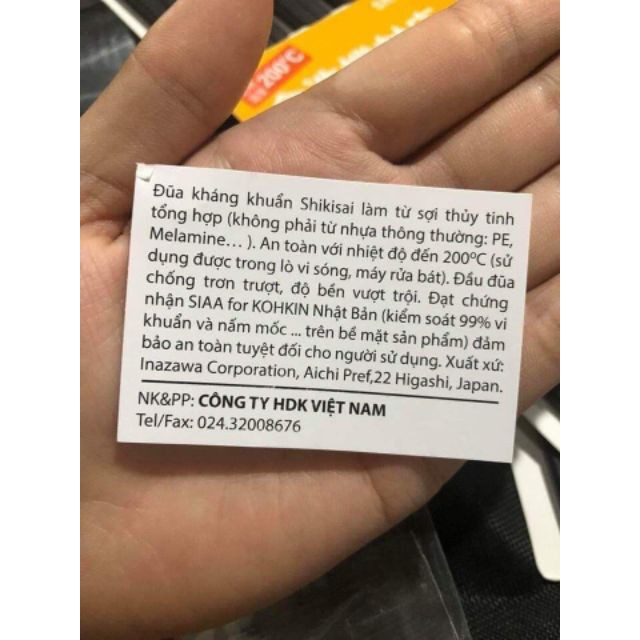 200°C
Đũa kháng khuẩn Shikisai làm từ sợi thủy tinh
tổng hợp (không phải từ nhựa thông thường: PE,
Melamine… ). An toàn với nhiệt độ đến 200ºC (sử
dụng được trong lò vi sóng, máy rửa bát). Đầu đũa
chống trơn trượt, độ bền vượt trội. Đạt chứng
nhận SIAA for KOHKIN Nhật Bản (kiểm soát 99% vi
khuẩn và nấm mốc ... trên bề mặt sản phẩm) đảm
bảo an toàn tuyệt đối cho người sử dụng. Xuất xứ:
Inazawa Corporation, Aichi Pref,22 Higashi, Japan.
NK&PP: CÔNG TY HDK VIỆT NAM
Tel/Fax: 024.32008676